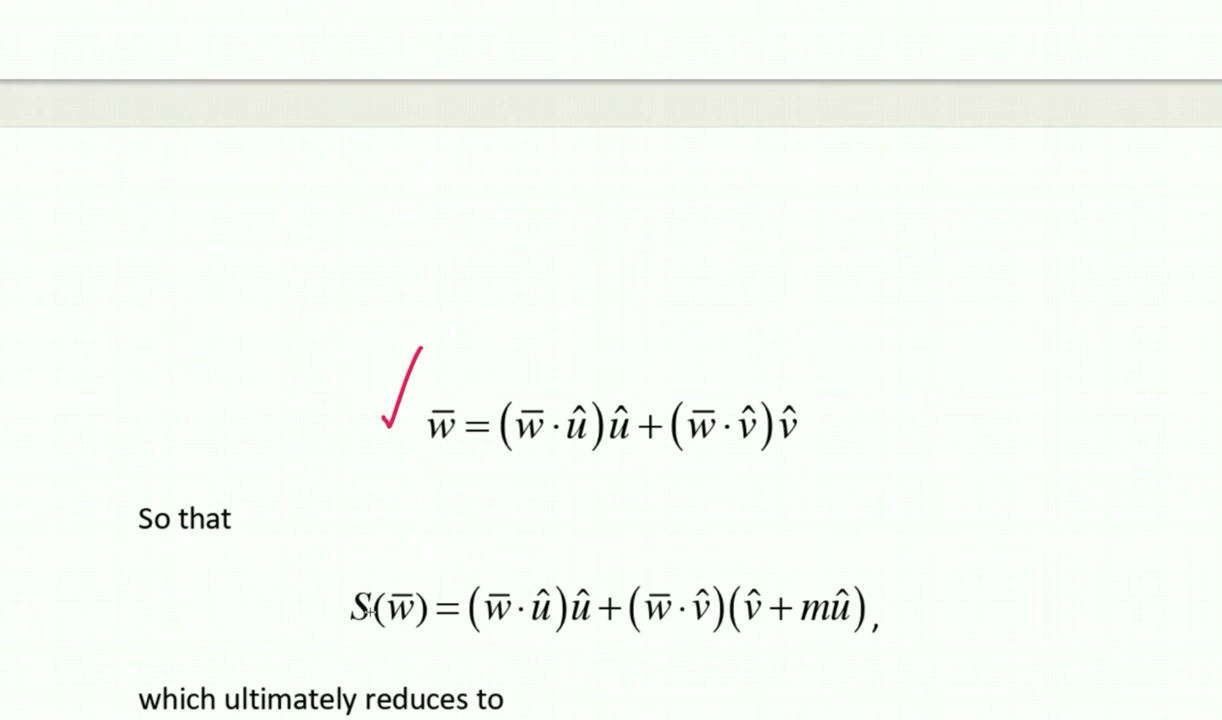 w̅ = (w̅ · û)û + (w̅ · v̂)v̂
So that
S(w̅) = (w̅ · û)û + (w̅ · v̂)(v̂ + mû),
which ultimately reduces to